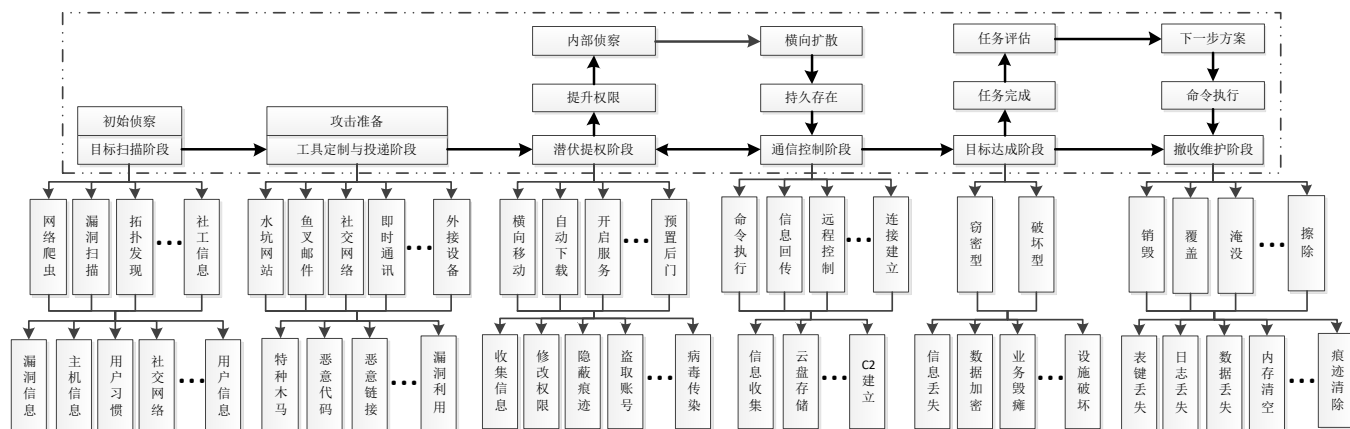 内部侦察
横向扩散
任务评估
下一步方案
提升权限
持久存在
任务完成
命令执行
初始侦察
攻击准备
目标扫描阶段
工具定制与投递阶段
潜伏提权阶段
通信控制阶段
目标达成阶段
撤收维护阶段
网络爬虫
漏洞扫描
拓扑发现
•••
社工信息
水坑网站
鱼叉邮件
社交网络
即时通讯
•••
外接设备
横向移动
自动下载
开启服务
•••
预置后门
命令执行
信息回传
远程控制
•••
连接建立
窃密型
破坏型
销毁
覆盖
淹没
•••
擦除
漏洞信息
主机信息
用户习惯
社交网络
•••
用户信息
特种木马
恶意代码
恶意链接
•••
漏洞利用
收集信息
修改权限
隐蔽痕迹
盗取账号
•••
病毒传染
信息收集
云盘存储
•••
C2建立
信息丢失
数据加密
业务毁瘫
•••
设施破坏
表键丢失
日志丢失
数据丢失
内存清空
•••
痕迹清除